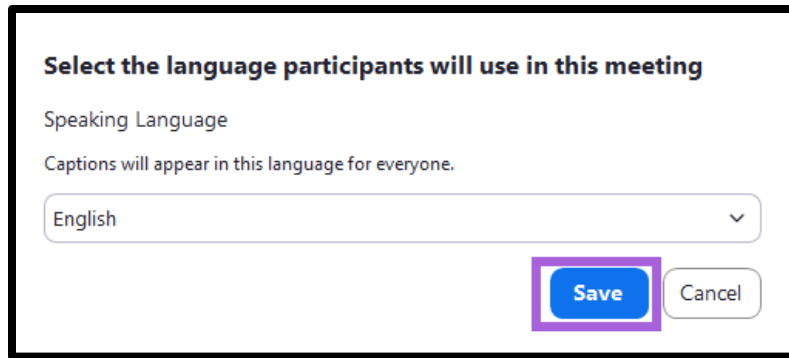 Select the language participants will use in this meeting
Speaking Language
Captions will appear in this language for everyone.
English
Save Cancel